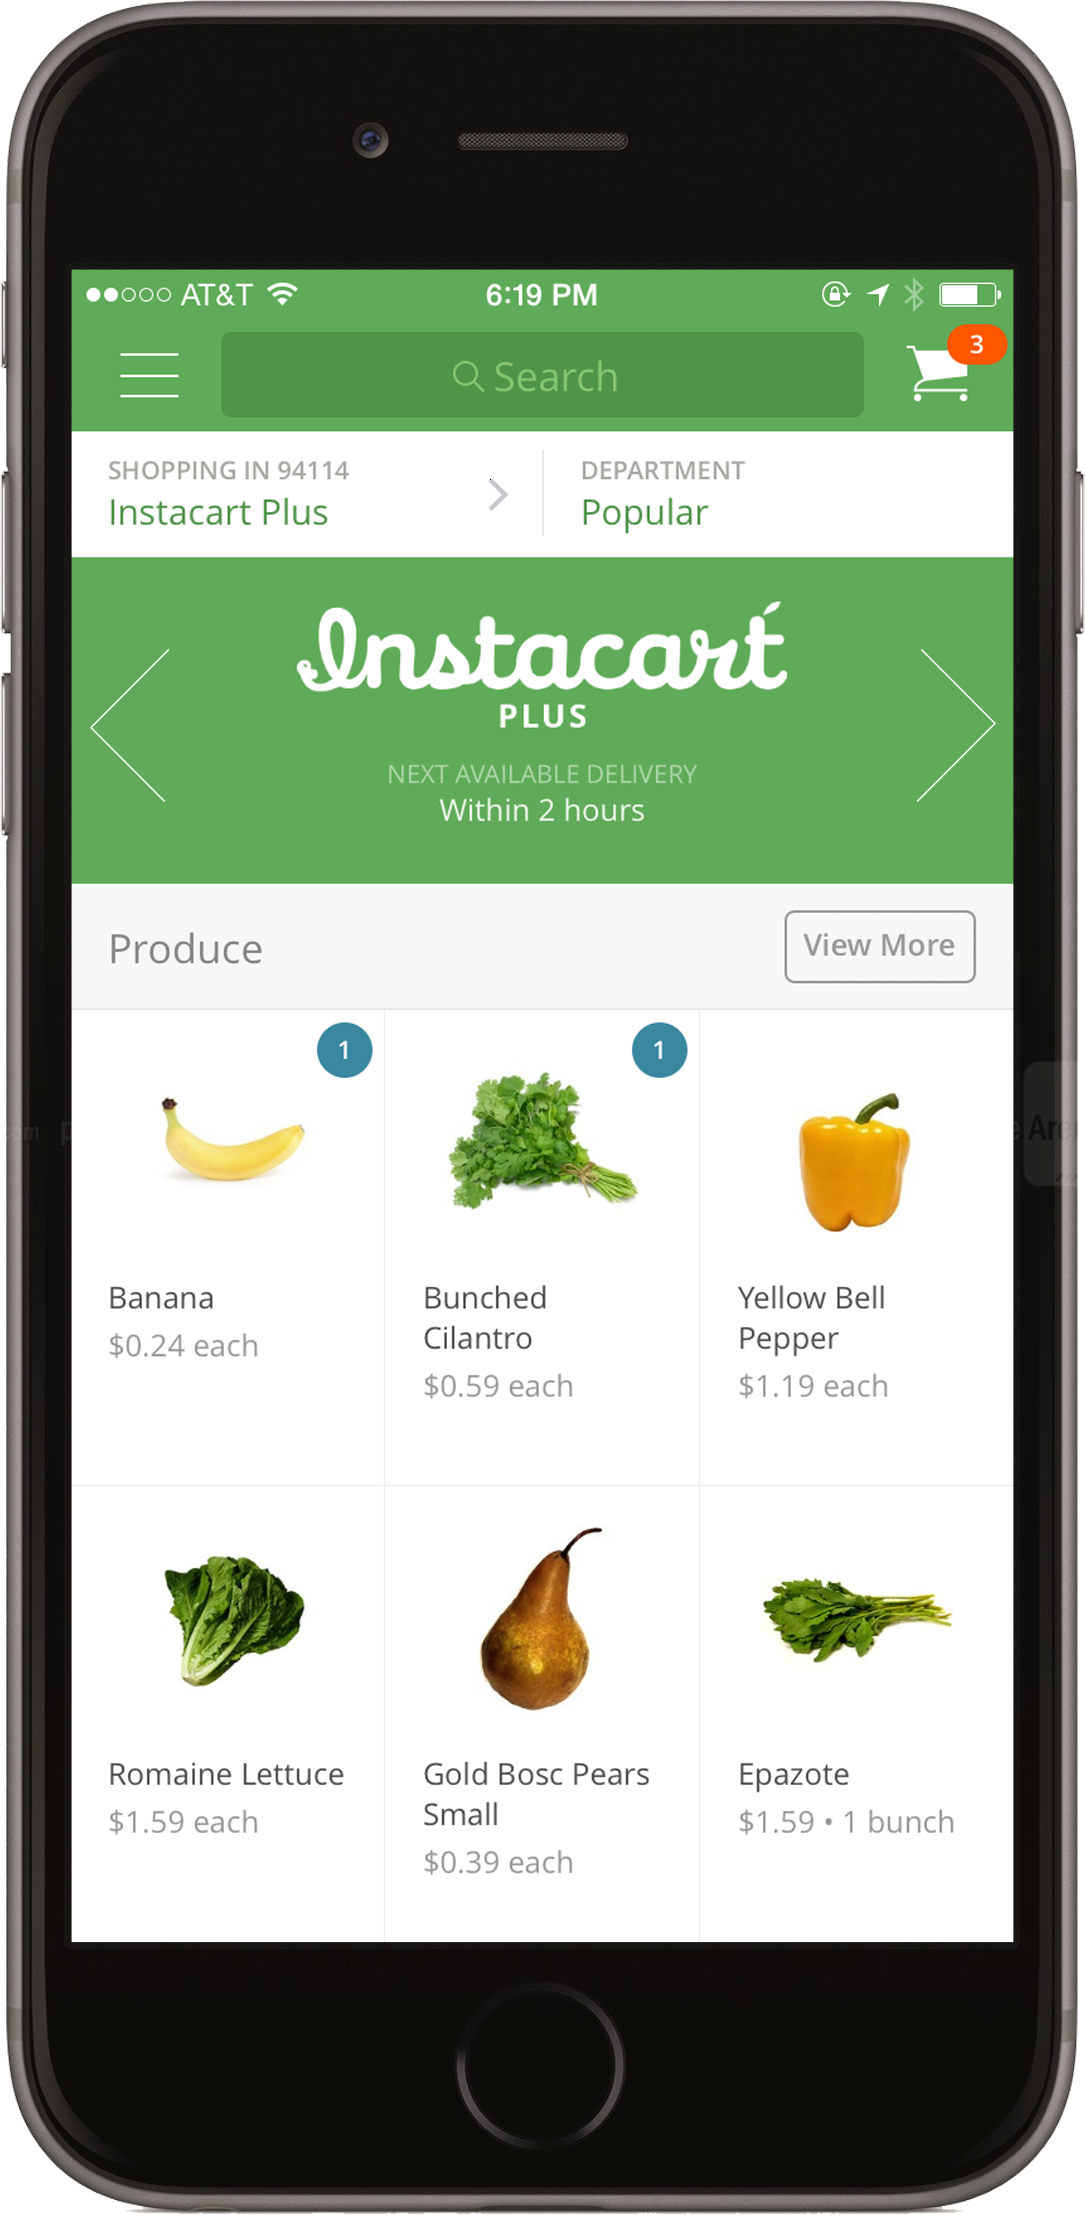 AT&T 6:19 PM
3
Search
SHOPPING IN 94114
Instacart Plus
DEPARTMENT
Popular
Instacart
PLUS
NEXT AVAILABLE DELIVERY
Within 2 hours
Produce
View More
1
1
Banana
$0.24 each
Bunched
Cilantro
$0.59 each
Yellow Bell
Pepper
$1.19 each
Romaine Lettuce
$1.59 each
Gold Bosc Pears
Small
$0.39 each
Epazote
$1.59 • 1 bunch